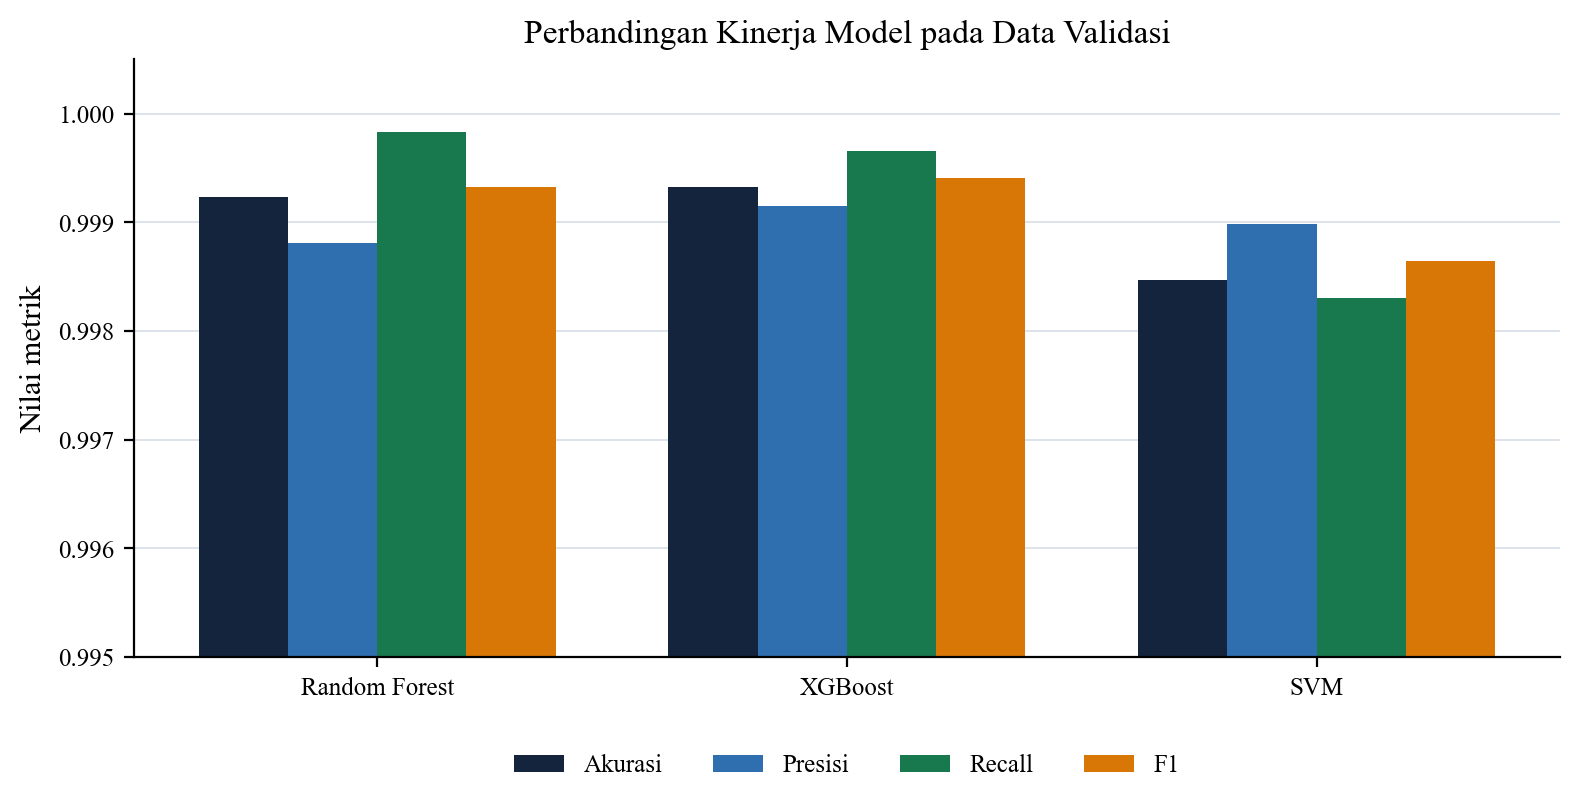 Perbandingan Kinerja Model pada Data Validasi
Nilai metrik
1.000
0.999
0.998
0.997
0.996
0.995
Random Forest
XGBoost
SVM
Akurasi
Presisi
Recall
F1